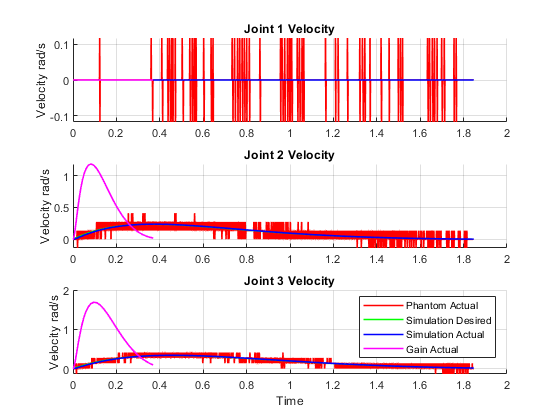 Joint 1 Velocity
Velocity rad/s
0.1
0
-0.1
0 0.2 0.4 0.6 0.8 1 1.2 1.4 1.6 1.8 2
Joint 2 Velocity
Velocity rad/s
1
0.5
0
0 0.2 0.4 0.6 0.8 1 1.2 1.4 1.6 1.8 2
Joint 3 Velocity
Velocity rad/s
2
1
0
Phantom Actual
Simulation Desired
Simulation Actual
Gain Actual
0 0.2 0.4 0.6 0.8 1 1.2 1.4 1.6 1.8 2
Time